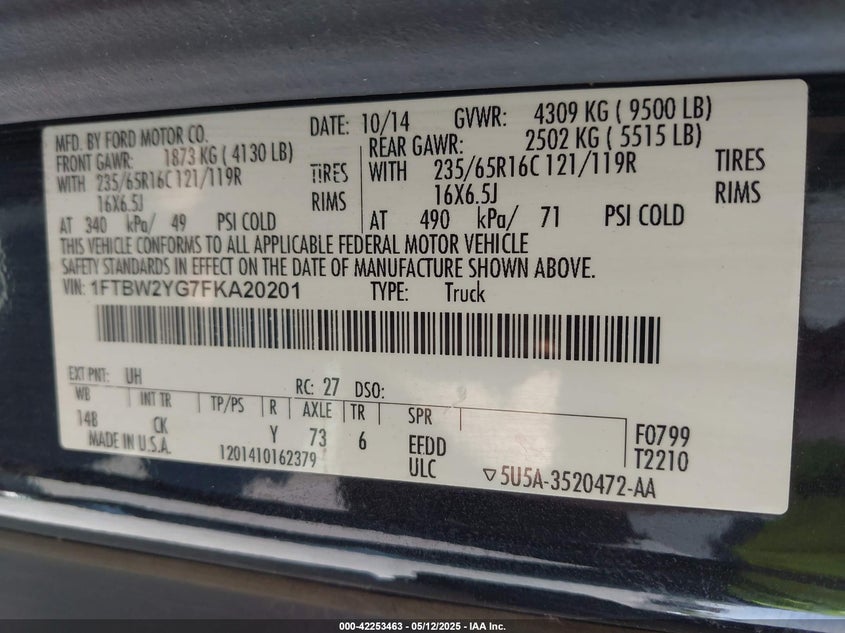 MFD. BY FORD MOTOR CO. DATE: 10/14 GVWR: 4309 KG ( 9500 LB)
FRONT GAWR: 1873 KG ( 4130 LB) REAR GAWR: 2502 KG ( 5515 LB)
WITH 235/65R16C 121/119R TIRES WITH 235/65R16C 121/119R TIRES
16X6.5J RIMS 16X6.5J RIMS
AT 340 kPa/ 49 PSI COLD AT 490 kPa/ 71 PSI COLD
THIS VEHICLE CONFORMS TO ALL APPLICABLE FEDERAL MOTOR VEHICLE
SAFETY STANDARDS IN EFFECT ON THE DATE OF MANUFACTURE SHOWN ABOVE.
VIN: 1FTBW2YG7FKA20201 TYPE: Truck
EXT PNT: UH RC: 27 DSO:
WB INT TR TP/PS R AXLE TR SPR
14B CK Y 73 6 EFDD F0799
MADE IN U.S.A. 1201410162379 ULC T2210
▽5U5A-3520472-AA
000-42253463 - 05/12/2025 - IAA Inc.